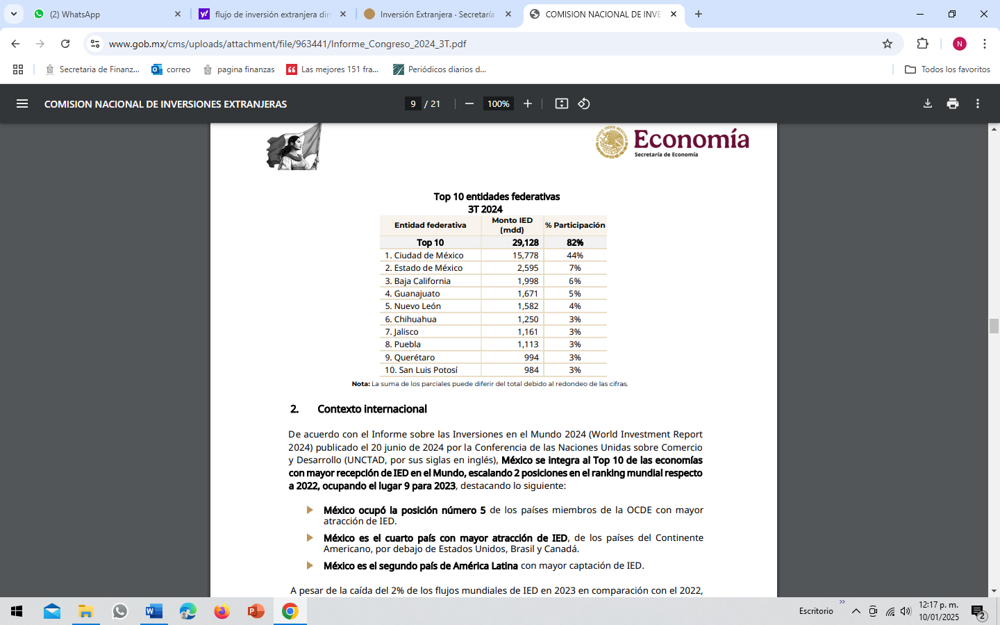 (2) WhatsApp
flujo de inversión extranjera dire
Inversión Extranjera · Secretaría
COMISION NACIONAL DE INVE
www.gob.mx/cms/uploads/attachment/file/963441/Informe_Congreso_2024_3T.pdf
N
Secretaria de Finanz...
correo
pagina finanzas
Las mejores 151 fra...
Periódicos diarios d...
Todos los favoritos
COMISION NACIONAL DE INVERSIONES EXTRANJERAS
9 / 21
100%
Economía
Secretaría de Economía
Top 10 entidades federativas
3T 2024
Entidad federativa Monto IED (mdd) % Participación
Top 10 29,128 82%
1. Ciudad de México 15,778 44%
2. Estado de México 2,595 7%
3. Baja California 1,998 6%
4. Guanajuato 1,671 5%
5. Nuevo León 1,582 4%
6. Chihuahua 1,250 3%
7. Jalisco 1,161 3%
8. Puebla 1,113 3%
9. Querétaro 994 3%
10. San Luis Potosí 984 3%
Nota: La suma de los parciales puede diferir del total debido al redondeo de las cifras.
2. Contexto internacional
De acuerdo con el Informe sobre las Inversiones en el Mundo 2024 (World Investment Report
2024) publicado el 20 junio de 2024 por la Conferencia de las Naciones Unidas sobre Comercio
y Desarrollo (UNCTAD, por sus siglas en inglés), México se integra al Top 10 de las economías
con mayor recepción de IED en el Mundo, escalando 2 posiciones en el ranking mundial respecto
a 2022, ocupando el lugar 9 para 2023, destacando lo siguiente:
México ocupó la posición número 5 de los países miembros de la OCDE con mayor
atracción de IED.
México es el cuarto país con mayor atracción de IED, de los países del Continente
Americano, por debajo de Estados Unidos, Brasil y Canadá.
México es el segundo país de América Latina con mayor captación de IED.
A pesar de la caída del 2% de los flujos mundiales de IED en 2023 en comparación con el 2022,
Escritorio
12:17 p. m.
10/01/2025
2